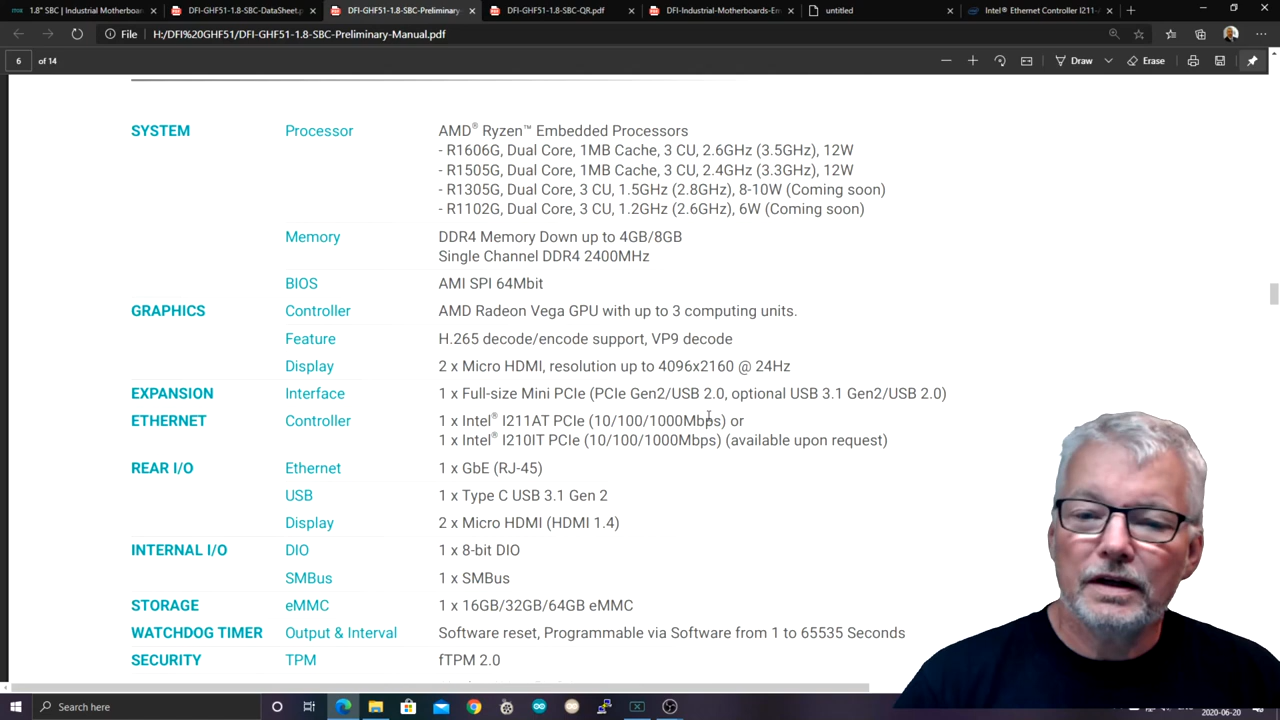 1.8" SBC | Industrial Motherboard
DFI-GHF51-1.8-SBC-DataSheet.p
DFI-GHF51-1.8-SBC-Preliminary
DFI-GHF51-1.8-SBC-QR.pdf
DFI-Industrial-Motherboards-Em
untitled
Intel® Ethernet Controller I211-
File H:/DFI%20GHF51/DFI-GHF51-1.8-SBC-Preliminary-Manual.pdf
6 of 14
Draw
Erase
SYSTEM Processor AMD® Ryzen™ Embedded Processors
- R1606G, Dual Core, 1MB Cache, 3 CU, 2.6GHz (3.5GHz), 12W
- R1505G, Dual Core, 1MB Cache, 3 CU, 2.4GHz (3.3GHz), 12W
- R1305G, Dual Core, 3 CU, 1.5GHz (2.8GHz), 8-10W (Coming soon)
- R1102G, Dual Core, 3 CU, 1.2GHz (2.6GHz), 6W (Coming soon)
Memory DDR4 Memory Down up to 4GB/8GB
Single Channel DDR4 2400MHz
BIOS AMI SPI 64Mbit
GRAPHICS Controller AMD Radeon Vega GPU with up to 3 computing units.
Feature H.265 decode/encode support, VP9 decode
Display 2 x Micro HDMI, resolution up to 4096x2160 @ 24Hz
EXPANSION Interface 1 x Full-size Mini PCIe (PCIe Gen2/USB 2.0, optional USB 3.1 Gen2/USB 2.0)
ETHERNET Controller 1 x Intel® I211AT PCIe (10/100/1000Mbps) or
1 x Intel® I210IT PCIe (10/100/1000Mbps) (available upon request)
REAR I/O Ethernet 1 x GbE (RJ-45)
USB 1 x Type C USB 3.1 Gen 2
Display 2 x Micro HDMI (HDMI 1.4)
INTERNAL I/O DIO 1 x 8-bit DIO
SMBus 1 x SMBus
STORAGE eMMC 1 x 16GB/32GB/64GB eMMC
WATCHDOG TIMER Output & Interval Software reset, Programmable via Software from 1 to 65535 Seconds
SECURITY TPM fTPM 2.0
Search here
2020-06-20